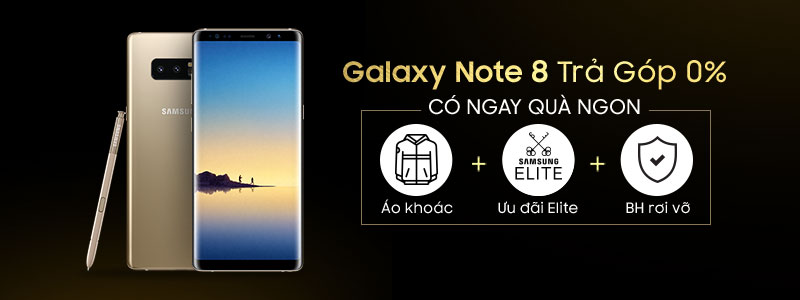 SAMSUNG
Galaxy Note 8 Trả Góp 0%
CÓ NGAY QUÀ NGON
+
SAMSUNG
ELITE
+
Áo khoác
Ưu đãi Elite
BH rơi vỡ